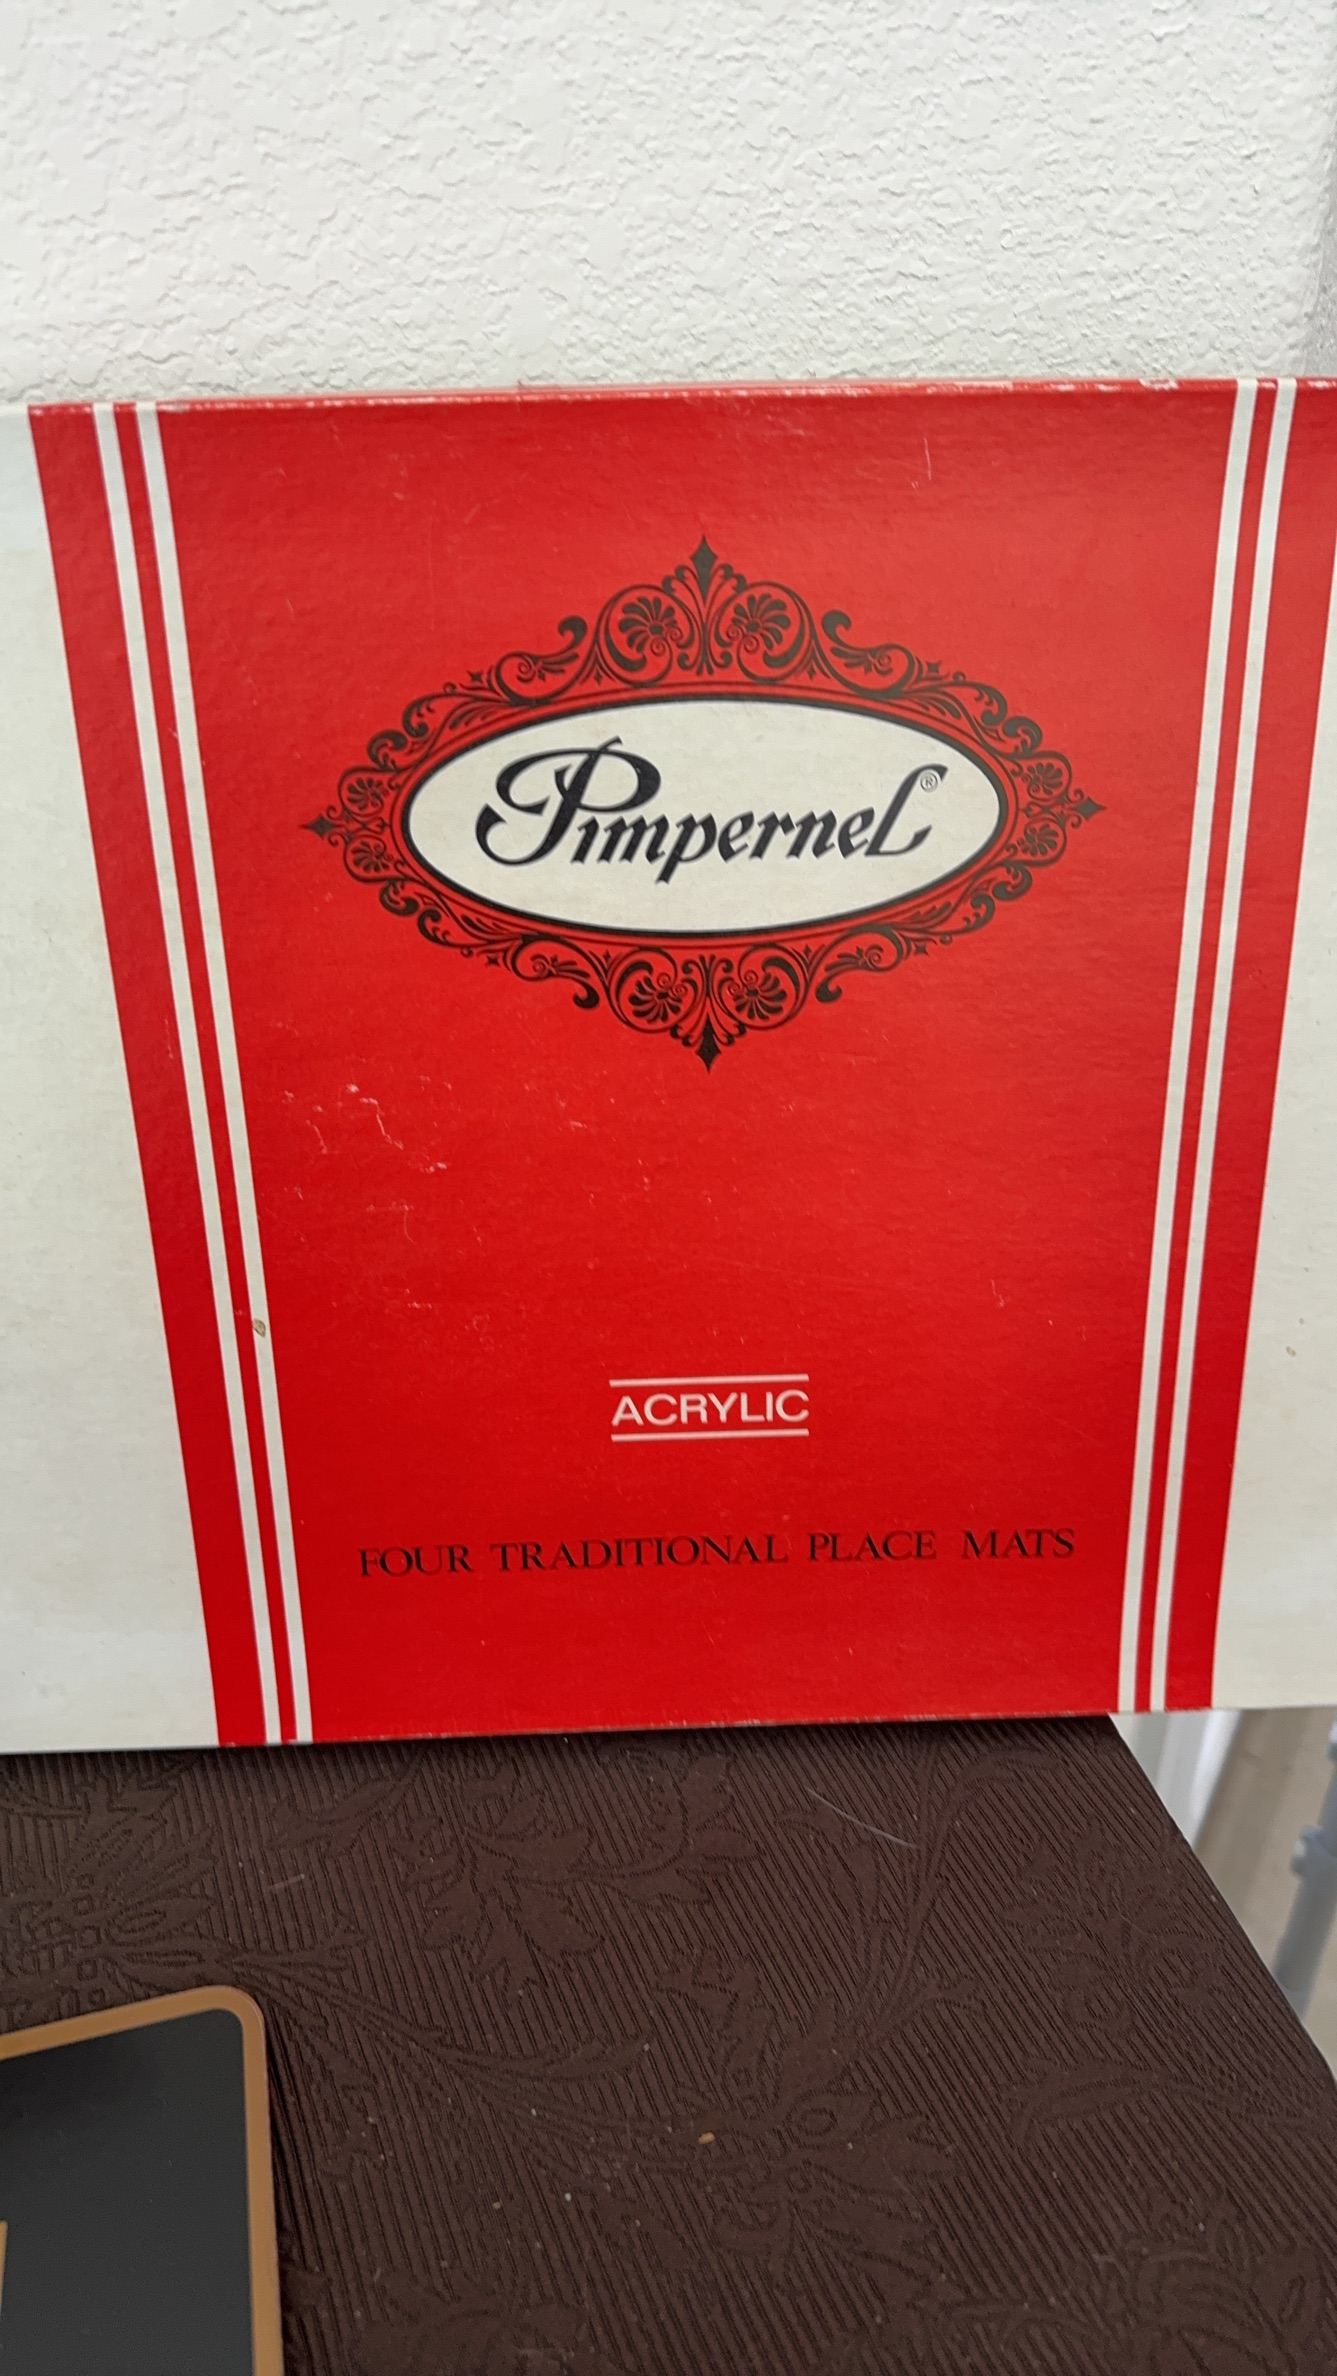 Pimpernel®
ACRYLIC
FOUR TRADITIONAL PLACE MATS